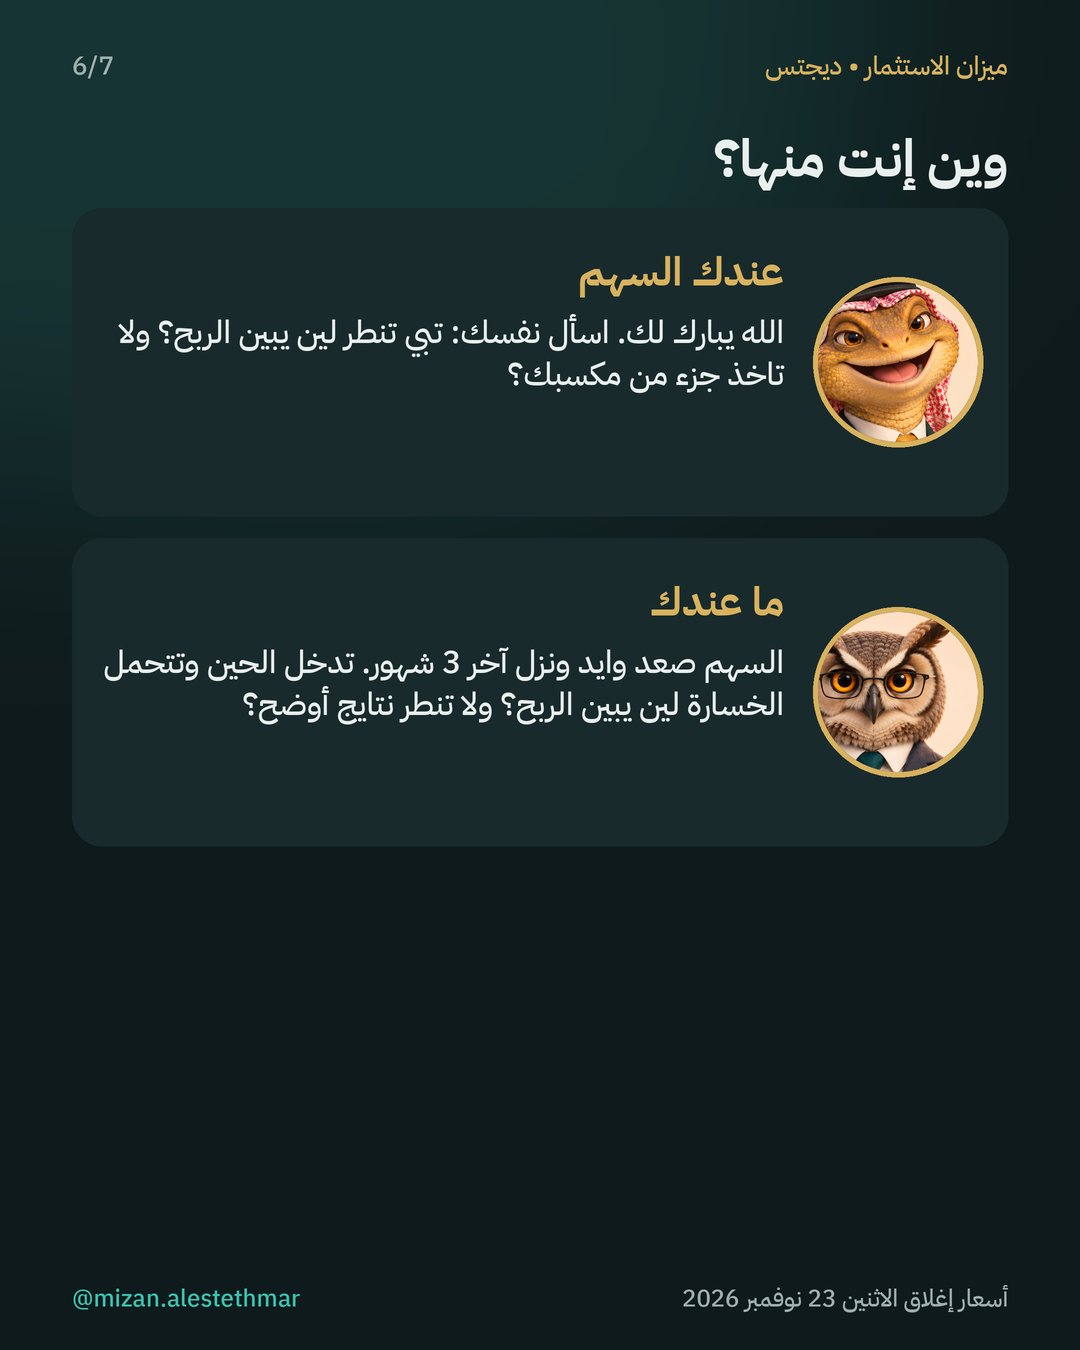 ميزان الاستثمار • ديجتس
6/7
وين إنت منها؟
عندك السهم
الله يبارك لك. اسأل نفسك: تبي تنطر لين يبين الربح؟ ولا
تاخذ جزء من مكسبك؟
ما عندك
السهم صعد وايد ونزل آخر 3 شهور. تدخل الحين وتتحمل
الخسارة لين يبين الربح؟ ولا تنطر نتايج أوضح؟
أسعار إغلاق الاثنين 23 نوفمبر 2026
@mizan.alestethmar